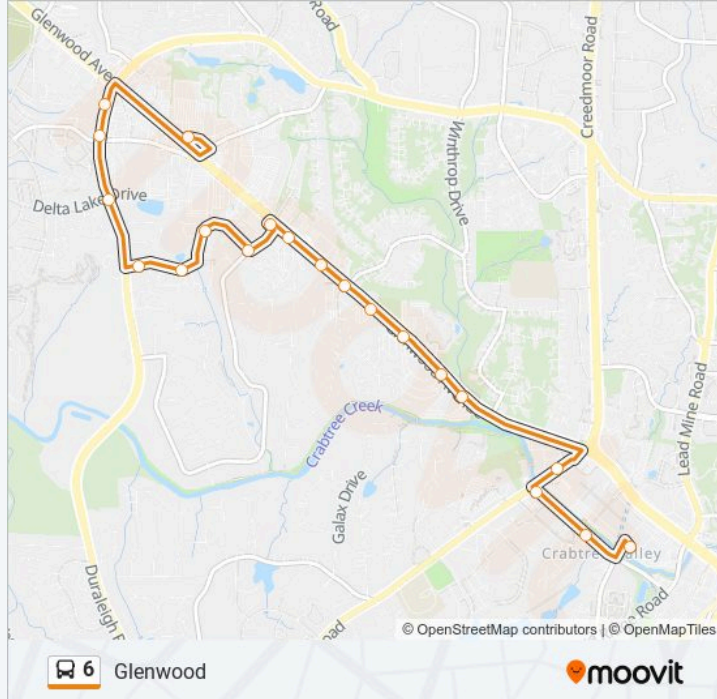 Glenwood Ave
Road
Creedmoor Road
Winthrop Drive
Delta Lake Drive
Lead Mine Road
Crabtree Creek
Galax Drive
Crabtree Valley
Duraleigh R
Road
oad
© OpenStreetMap contributors | © OpenMapTiles
6 Glenwood
moovit